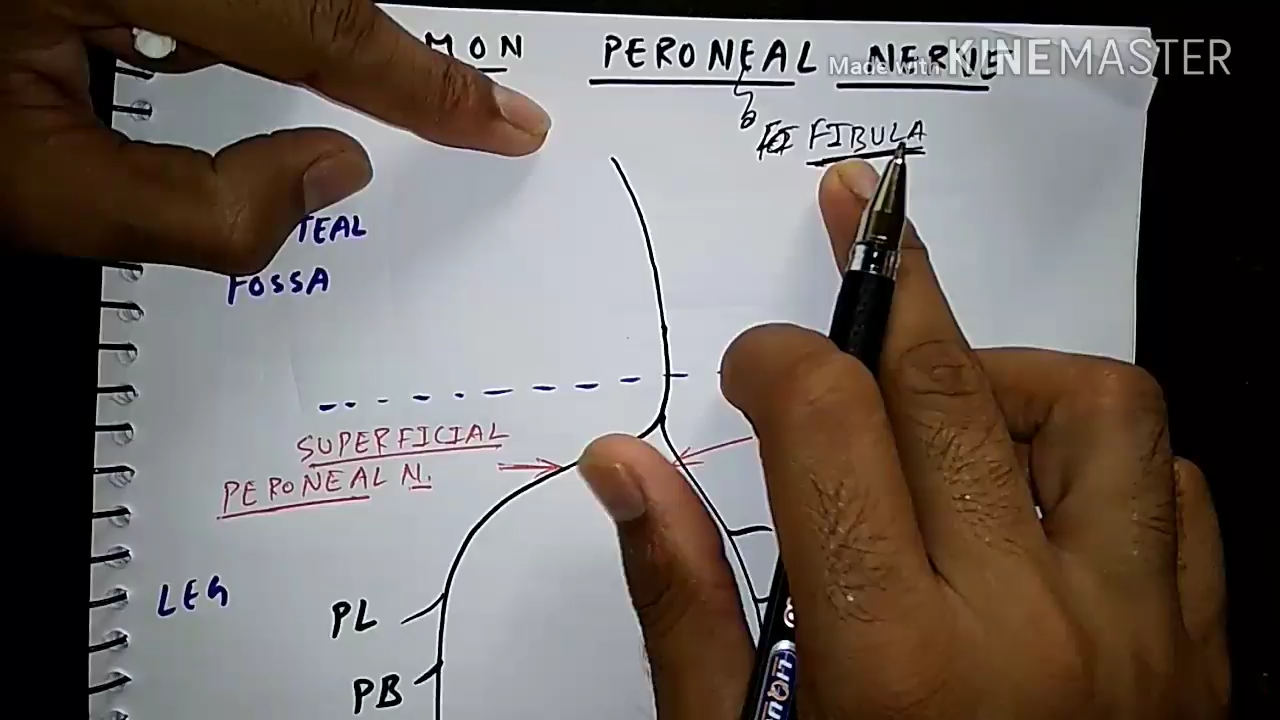 MON PERONEAL NERVE
Made with KINEMASTER
FIBULA
TEAL
FOSSA
SUPERFICIAL
PERONEAL N.
LEG
PL
PB